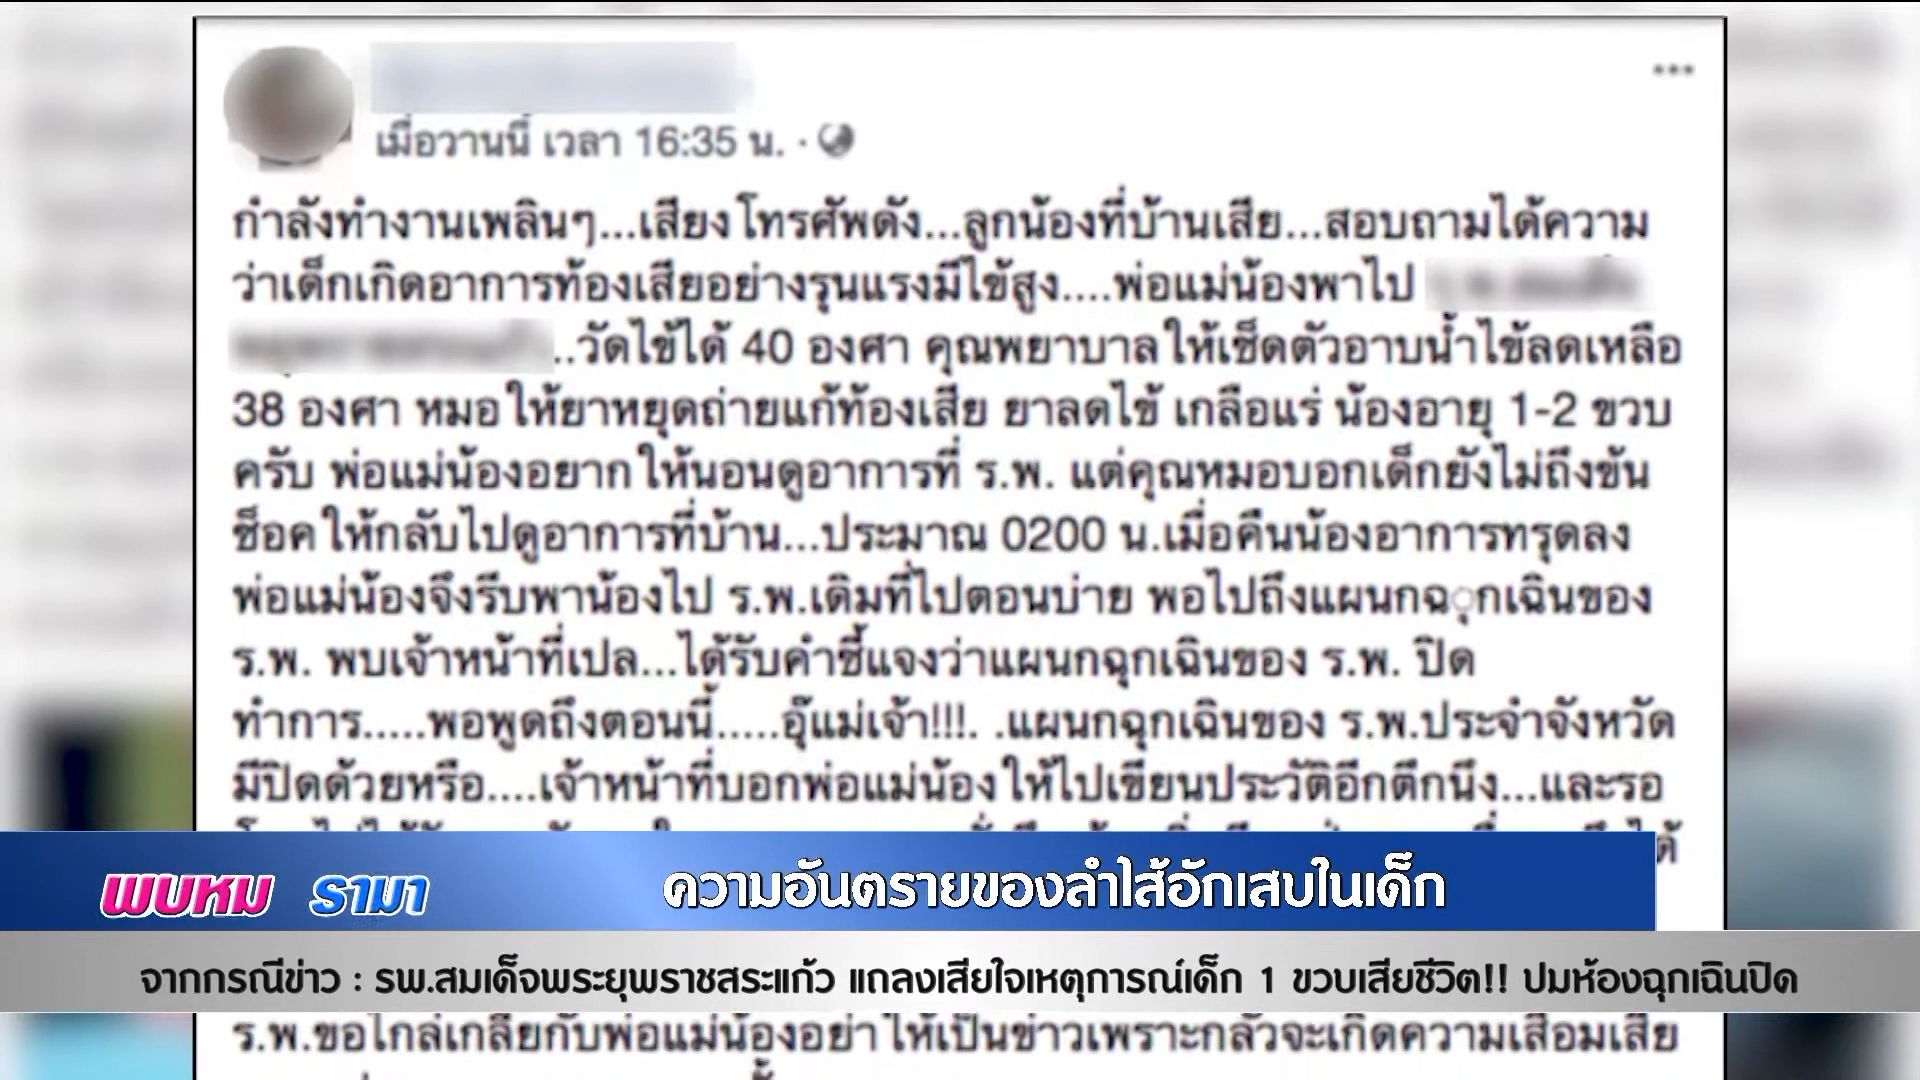 เมื่อวานนี้ เวลา 16:35 น. ·
กำลังทำงานเพลินๆ...เสียงโทรศัพดัง...ลูกน้องที่บ้านเสีย...สอบถามได้ความ
ว่าเด็กเกิดอาการท้องเสียอย่างรุนแรงมีไข้สูง....พ่อแม่น้องพาไป
..วัดไข้ได้ 40 องศา คุณพยาบาลให้เช็ดตัวอาบน้ำไข้ลดเหลือ
38 องศา หมอให้ยาหยุดถ่ายแก้ท้องเสีย ยาลดไข้ เกลือแร่ น้องอายุ 1-2 ขวบ
ครับ พ่อแม่น้องอยากให้นอนดูอาการที่ ร.พ. แต่คุณหมอบอกเด็กยังไม่ถึงขัน
ช็อคให้กลับไปดูอาการที่บ้าน...ประมาณ 0200 น.เมื่อคืนน้องอาการทรุดลง
พ่อแม่น้องจึงรีบพาน้องไป ร.พ.เดิมที่ไปตอนบ่าย พอไปถึงแผนกฉุกเฉินของ
ร.พ. พบเจ้าหน้าที่เปล...ได้รับคำชี้แจงว่าแผนกฉุกเฉินของ ร.พ. ปิด
ทำการ.....พอพูดถึงตอนนี้.....อุ๊แม่เจ้า!!!. .แผนกฉุกเฉินของ ร.พ.ประจำจังหวัด
มีปิดด้วยหรือ....เจ้าหน้าที่บอกพ่อแม่น้องให้ไปเขียนประวัติอีกตึกนึง...และรอ
พบหมอ รามา
ความอันตรายของลำไส้อักเสบในเด็ก
จากกรณีข่าว : รพ.สมเด็จพระยุพราชสระแก้ว แถลงเสียใจเหตุการณ์เด็ก 1 ขวบเสียชีวิต!! ปมห้องฉุกเฉินปิด
ร.พ.ขอไกล่เกลี่ยกับพ่อแม่น้องอย่าให้เป็นข่าวเพราะกลัวจะเกิดความเสื่อมเสีย